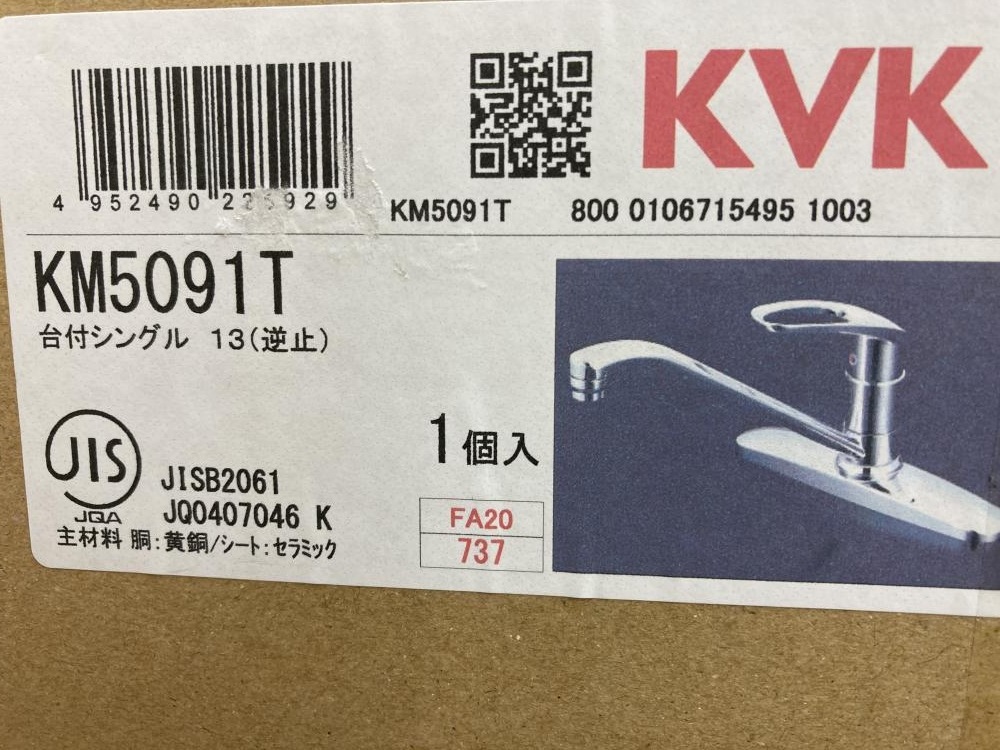 KVK
4 952490 22
929
KM5091T 800 0106715495 1003
KM5091T
台付シングル 13(逆止)
1個入
JIS
JQA
JISB2061
JQ0407046 K
主材料 胴:黄銅/シート:セラミック
FA20
737